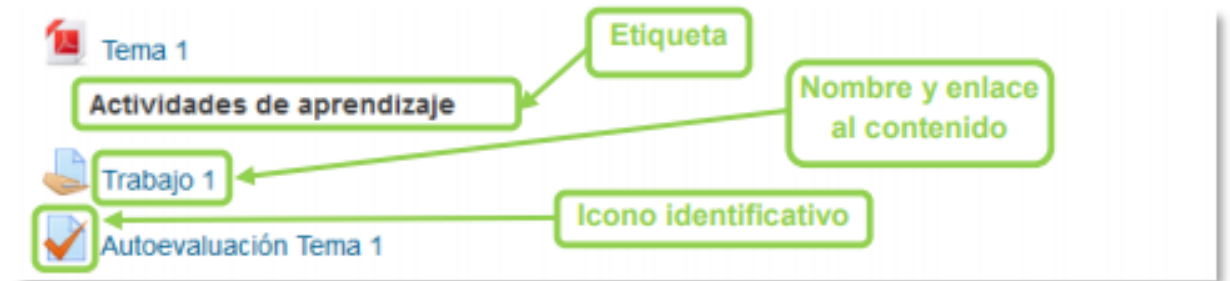 Tema 1
Etiqueta
Actividades de aprendizaje
Nombre y enlace
al contenido
Trabajo 1
Icono identificativo
Autoevaluación Tema 1